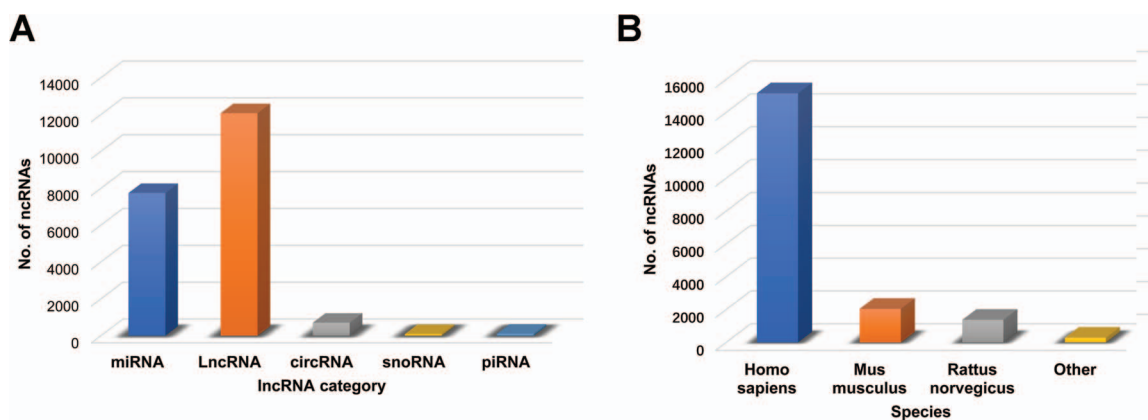 A
No. of ncRNAs
14000
12000
10000
8000
6000
4000
2000
0
miRNA LncRNA circRNA snoRNA piRNA
lncRNA category
B
No. of ncRNAs
16000
14000
12000
10000
8000
6000
4000
2000
0
Homo sapiens
Mus musculus
Rattus norvegicus
Other
Species